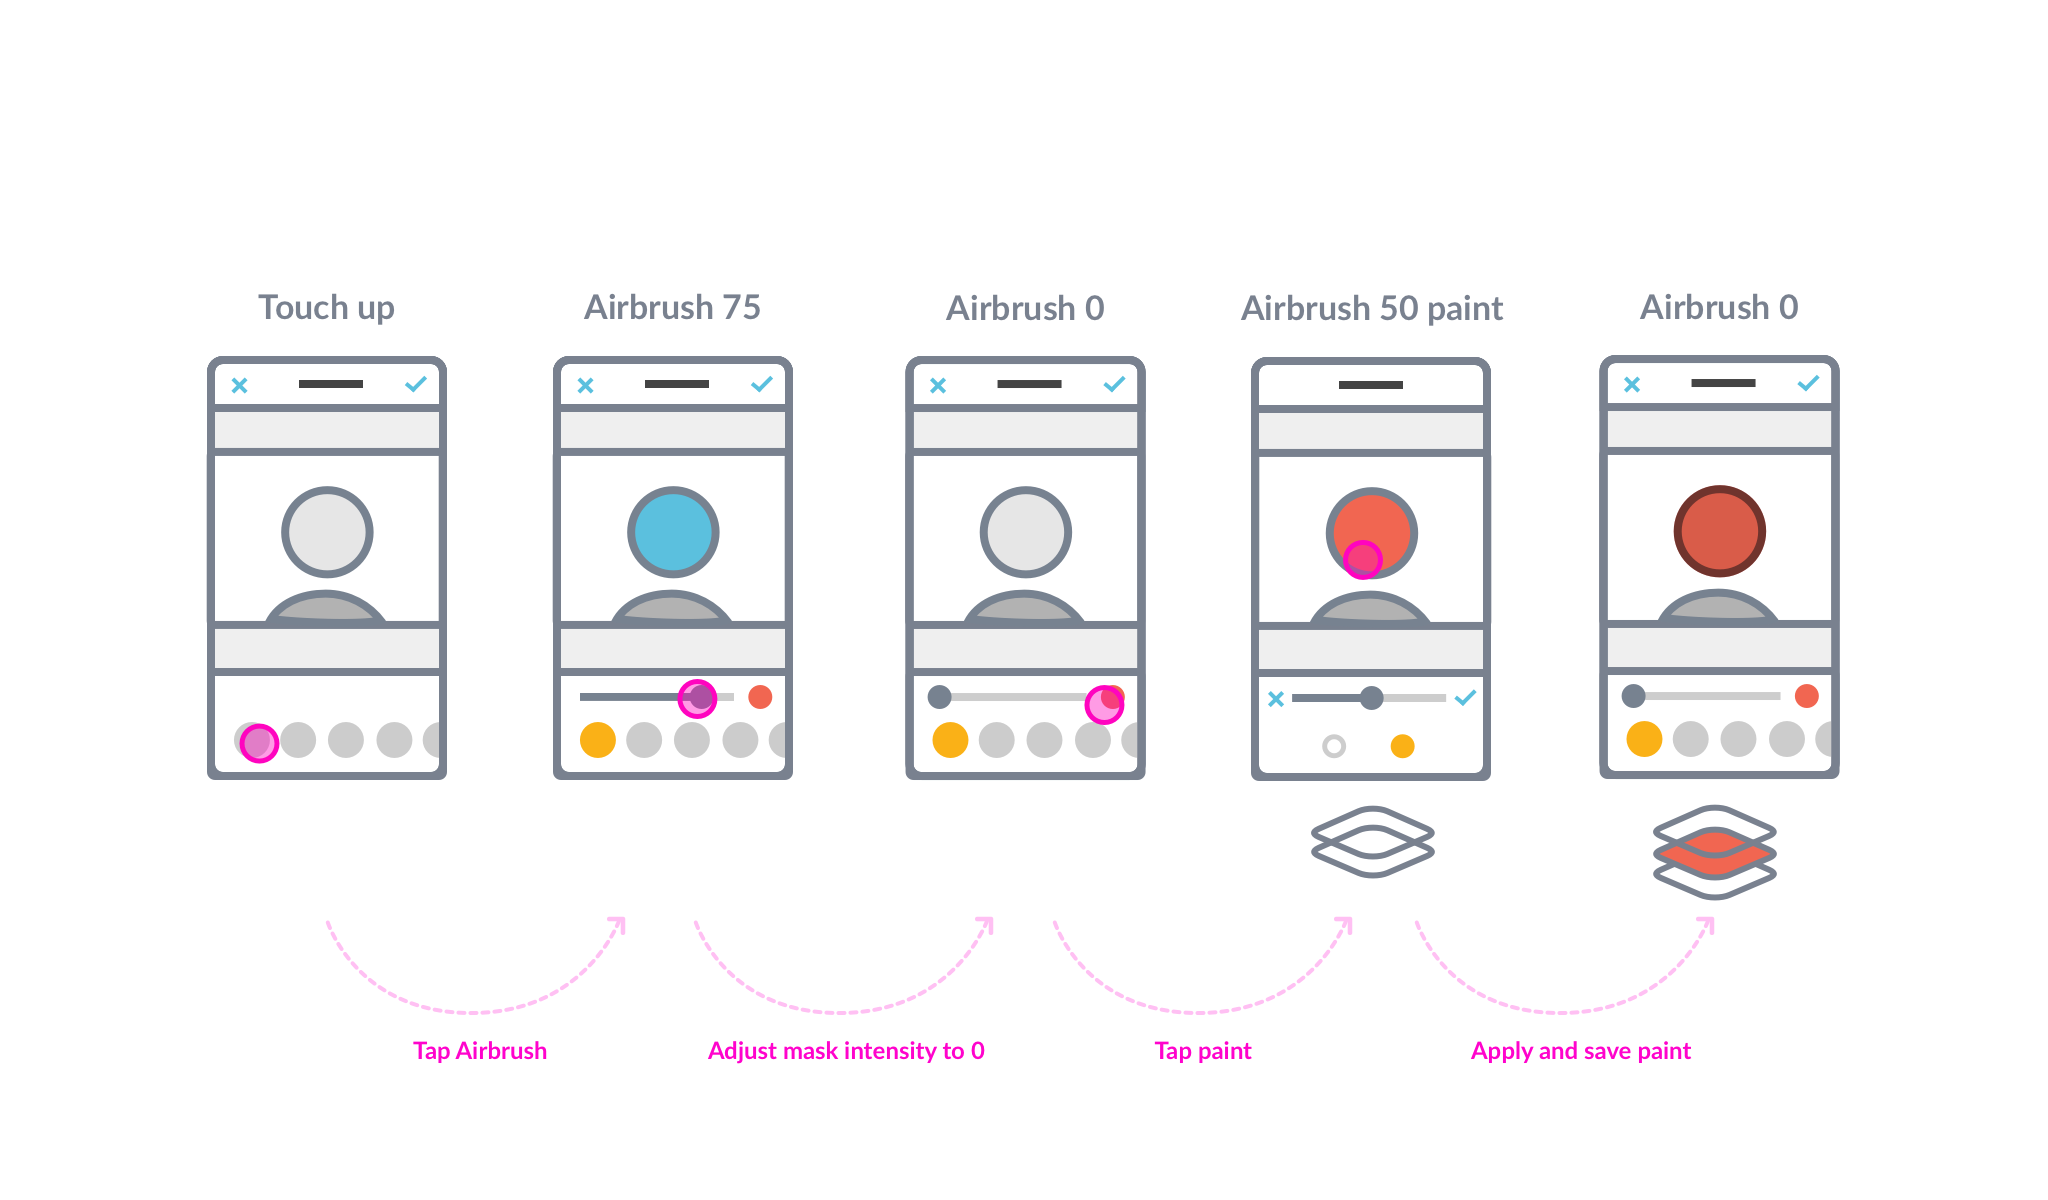 Touch up
Airbrush 75
Airbrush 0
Airbrush 50 paint
Airbrush 0
Tap Airbrush
Adjust mask intensity to 0
Tap paint
Apply and save paint